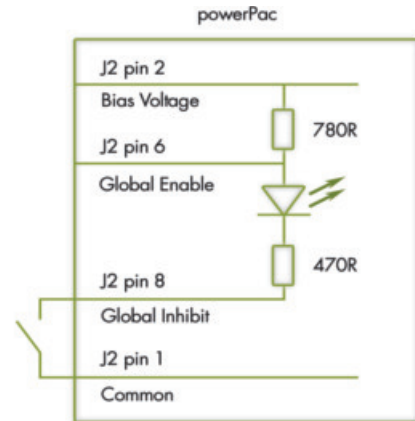 powerPac
J2 pin 2
Bias Voltage
780R
J2 pin 6
Global Enable
470R
J2 pin 8
Global Inhibit
J2 pin 1
Common